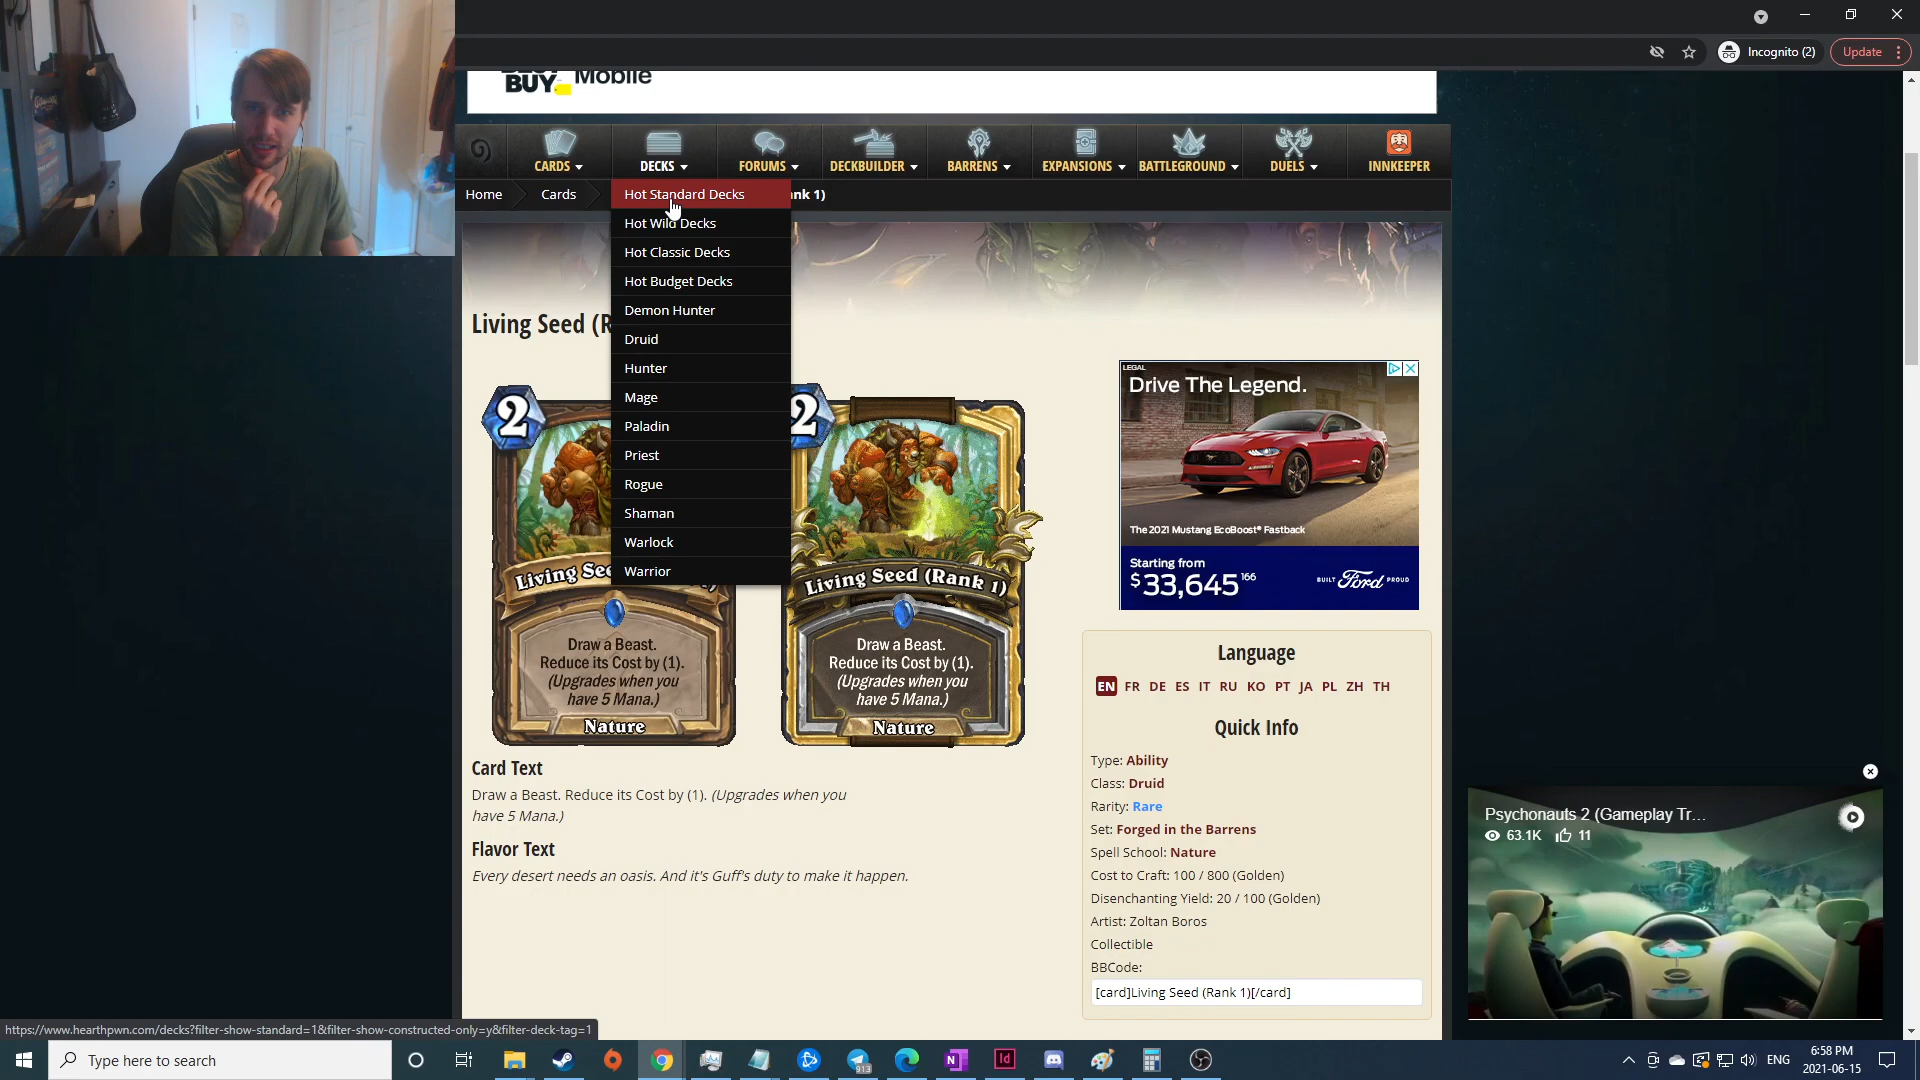 Incognito (2)
Update
BUY
Mobile
CARDS
DECKS
FORUMS
DECKBUILDER
BARRENS
EXPANSIONS
BATTLEGROUND
DUELS
INNKEEPER
Home
Cards
nk 1)
Hot Standard Decks
Hot Wild Decks
Hot Classic Decks
Hot Budget Decks
Demon Hunter
Druid
Hunter
Mage
Paladin
Priest
Rogue
Shaman
Warlock
Warrior
Living Seed (R
2
Living See
Draw a Beast.
Reduce its Cost by (1).
(Upgrades when you
have 5 Mana.)
Nature
2
Living Seed (Rank 1)
Draw a Beast.
Reduce its Cost by (1).
(Upgrades when you
have 5 Mana.)
Nature
Card Text
Draw a Beast. Reduce its Cost by (1). (Upgrades when you
have 5 Mana.)
Flavor Text
Every desert needs an oasis. And it's Guff's duty to make it happen.
LEGAL
Drive The Legend.
The 2021 Mustang EcoBoost® Fastback
Starting from
$33,645 166
BUILT Ford PROUD
Language
EN FR DE ES IT RU KO PT JA PL ZH TH
Quick Info
Type: Ability
Class: Druid
Rarity: Rare
Set: Forged in the Barrens
Spell School: Nature
Cost to Craft: 100 / 800 (Golden)
Disenchanting Yield: 20 / 100 (Golden)
Artist: Zoltan Boros
Collectible
BBCode:
[card]Living Seed (Rank 1)[/card]
Psychonauts 2 (Gameplay Tr...
63.1K 11
https://www.hearthpwn.com/decks?filter-show-standard=1&filter-show-constructed-only=y&filter-deck-tag=1
Type here to search
913
N
Id
ENG
6:58 PM
2021-06-15